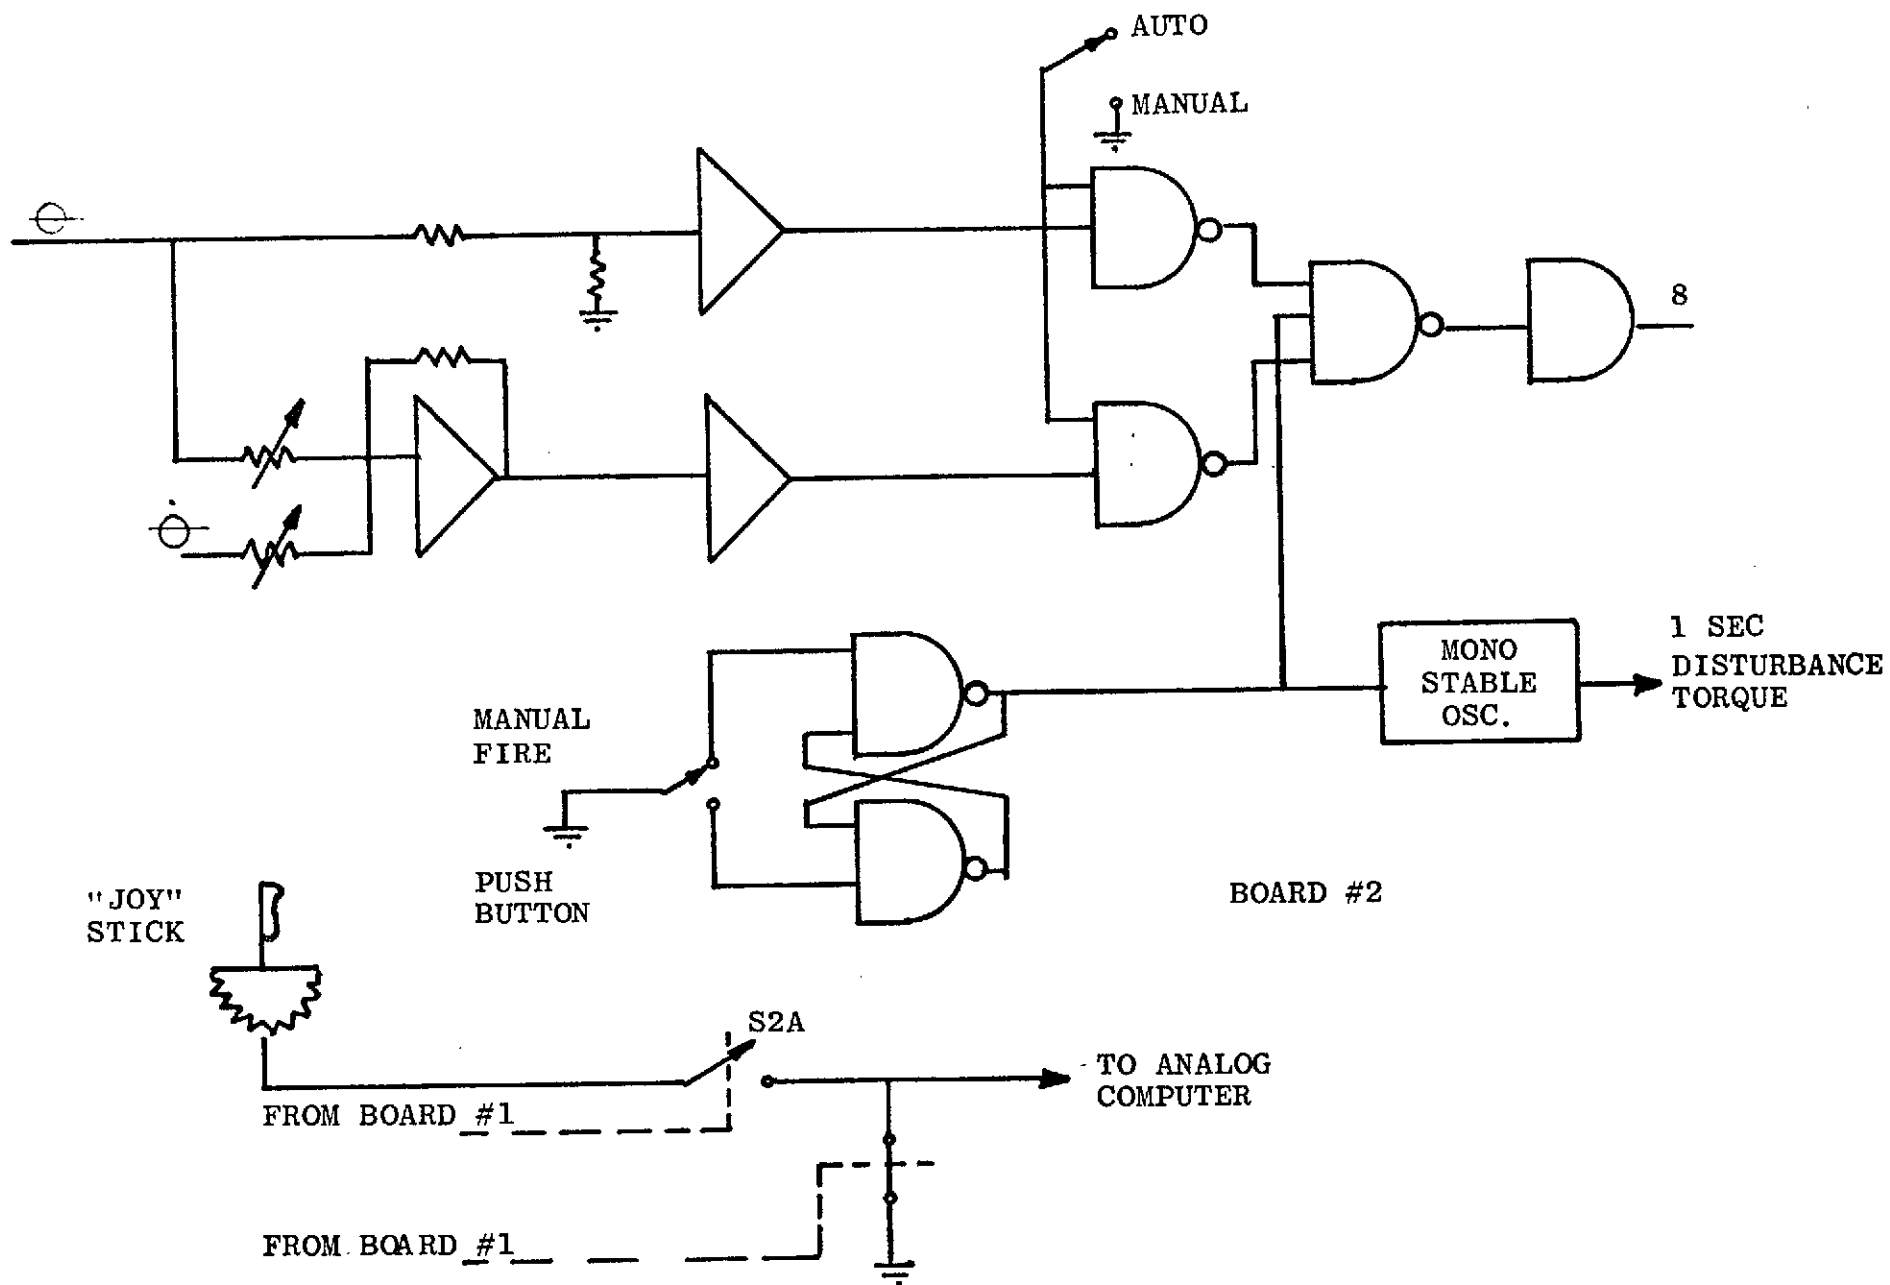 AUTO
MANUAL
Θ
8
Θ̇
1 SEC
DISTURBANCE
TORQUE
MONO
STABLE
OSC.
MANUAL
FIRE
PUSH
BUTTON
BOARD #2
"JOY"
STICK
S2A
TO ANALOG
COMPUTER
FROM BOARD #1
FROM BOARD #1